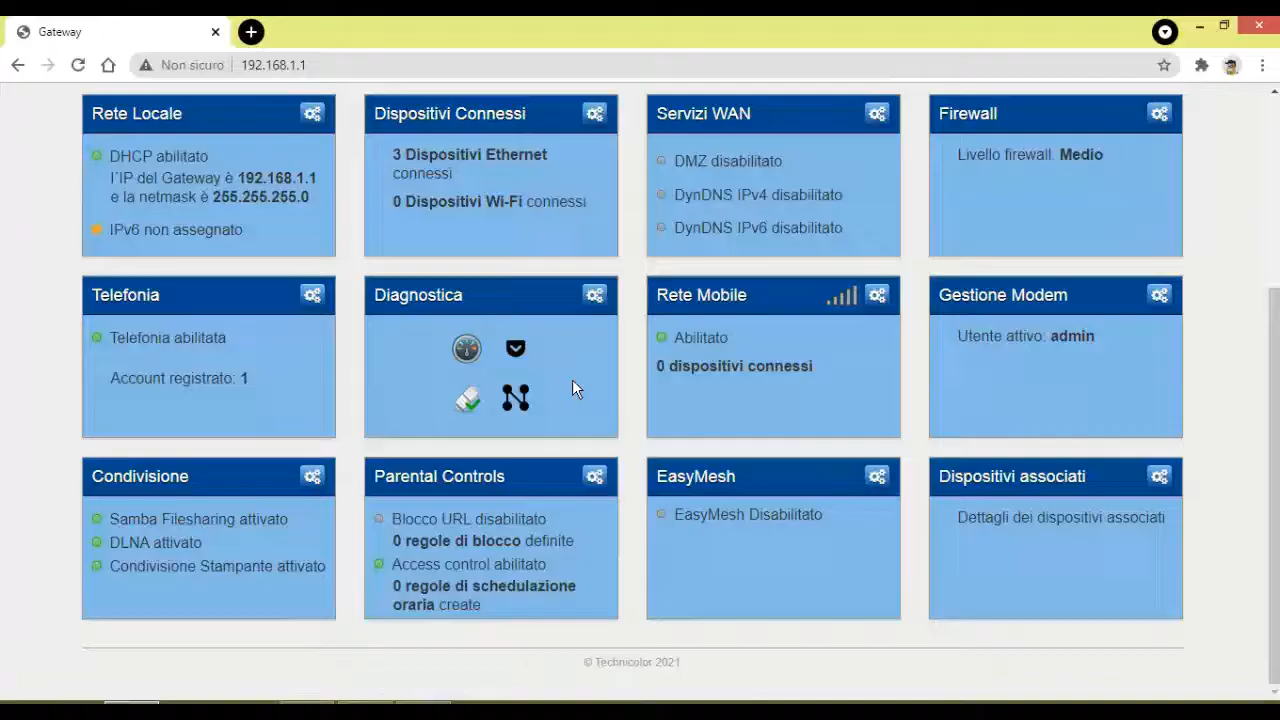 Gateway
Non sicuro
192.168.1.1
Rete Locale
DHCP abilitato
l'IP del Gateway è 192.168.1.1
e la netmask è 255.255.255.0
IPv6 non assegnato
Dispositivi Connessi
3 Dispositivi Ethernet
connessi
0 Dispositivi Wi-Fi connessi
Servizi WAN
DMZ disabilitato
DynDNS IPv4 disabilitato
DynDNS IPv6 disabilitato
Firewall
Livello firewall. Medio
Telefonia
Telefonia abilitata
Account registrato: 1
Diagnostica
Rete Mobile
Abilitato
0 dispositivi connessi
Gestione Modem
Utente attivo: admin
Condivisione
Samba Filesharing attivato
DLNA attivato
Condivisione Stampante attivato
Parental Controls
Blocco URL disabilitato
0 regole di blocco definite
Access control abilitato
0 regole di schedulazione
oraria create
EasyMesh
EasyMesh Disabilitato
Dispositivi associati
Dettagli dei dispositivi associati
© Technicolor 2021